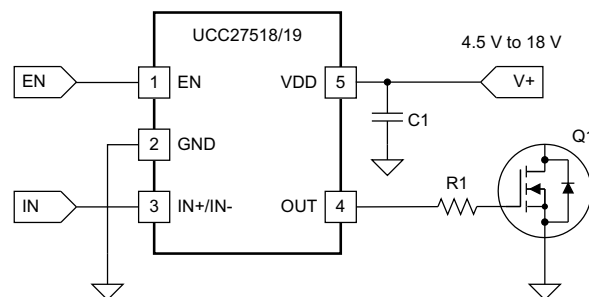 UCC27518/19
4.5 V to 18 V
EN 1 EN VDD 5 V+
C1
2 GND
Q1
R1
IN 3 IN+/IN- OUT 4